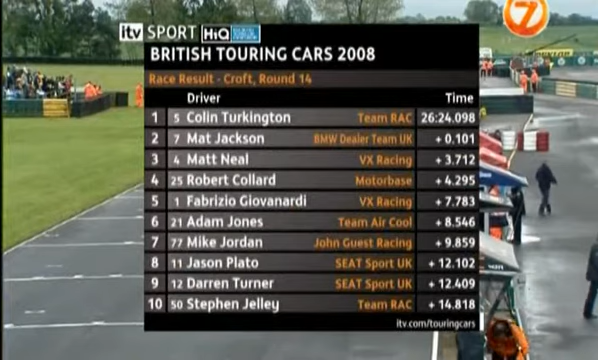 itv SPORT HiQ
7
BRITISH TOURING CARS 2008
Race Result - Croft, Round 14
Driver Time
1 5 Colin Turkington Team RAC 26:24.098
2 7 Mat Jackson BMW Dealer Team UK + 0.101
3 4 Matt Neal VX Racing + 3.712
4 25 Robert Collard Motorbase + 4.295
5 1 Fabrizio Giovanardi VX Racing + 7.783
6 21 Adam Jones Team Air Cool + 8.546
7 77 Mike Jordan John Guest Racing + 9.859
8 11 Jason Plato SEAT Sport UK + 12.102
9 12 Darren Turner SEAT Sport UK + 12.409
10 50 Stephen Jelley Team RAC + 14.818
itv.com/touringcars